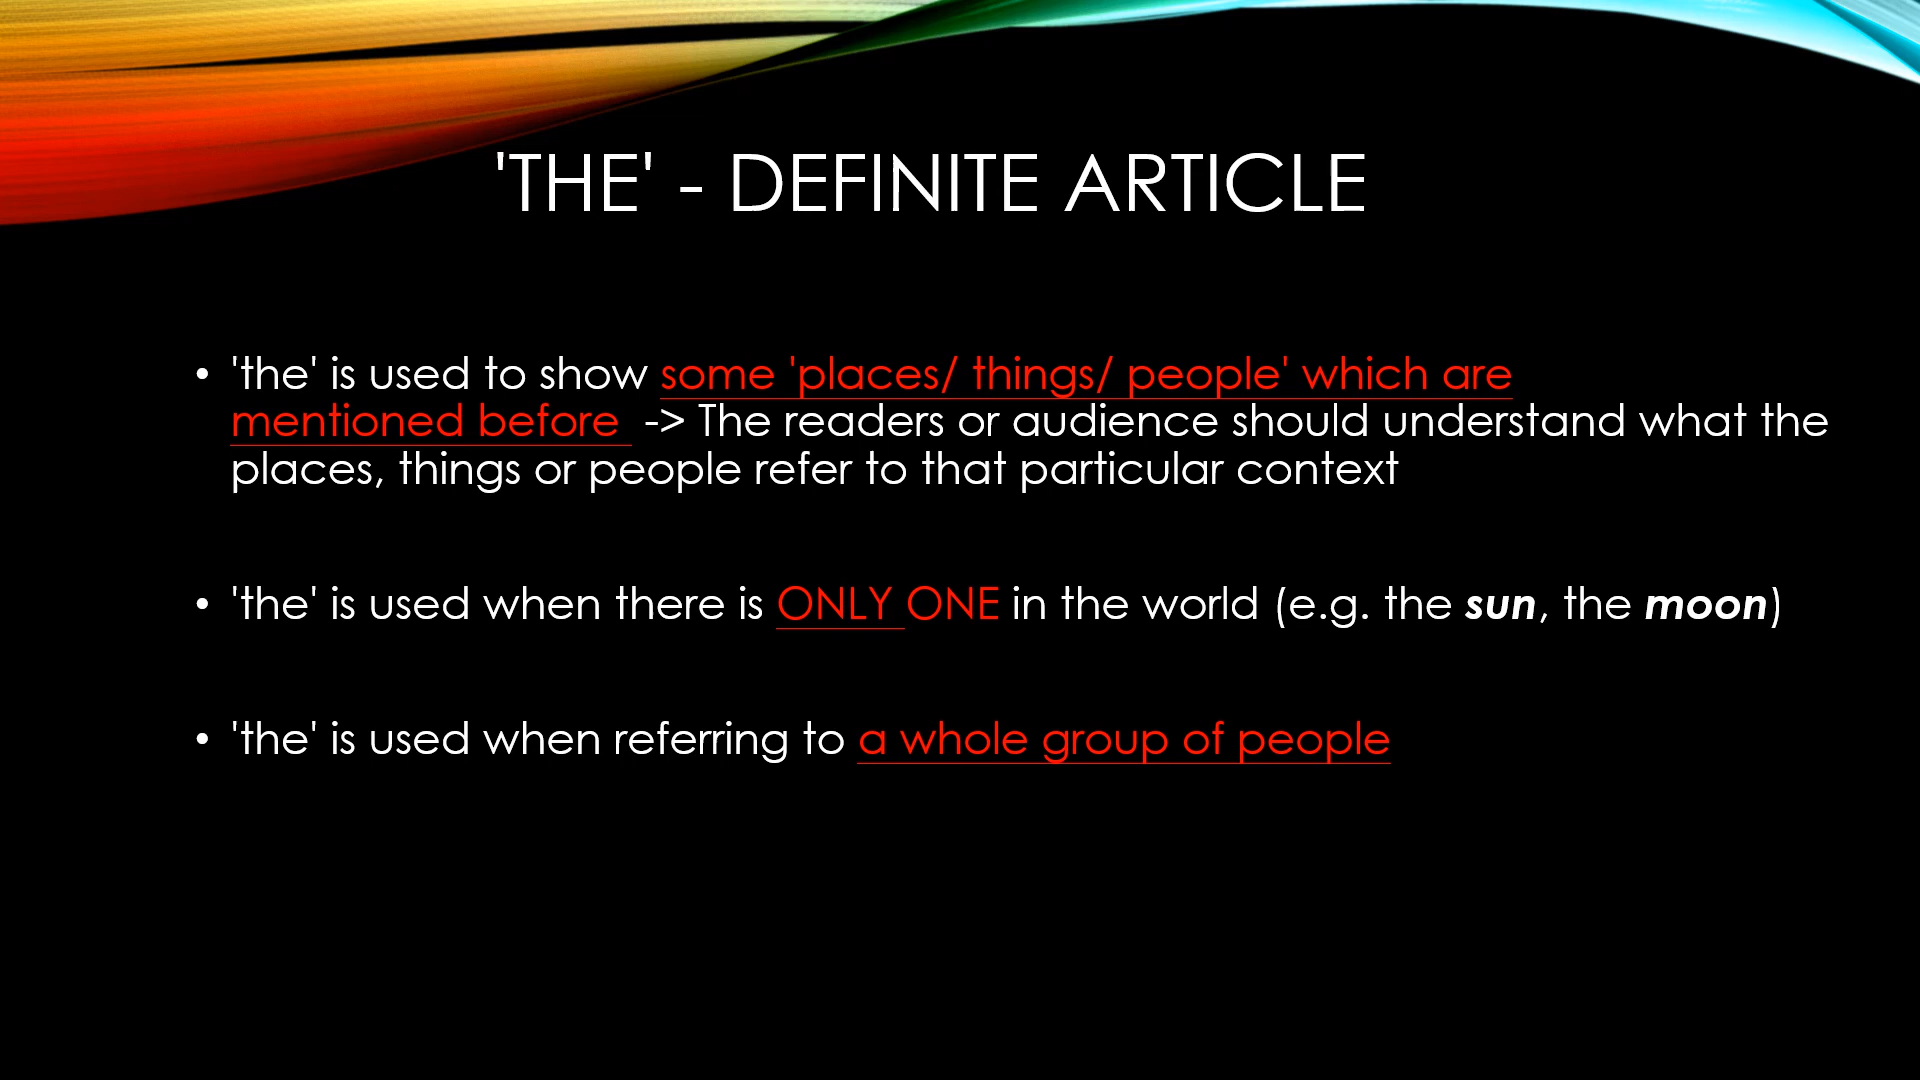 'THE' - DEFINITE ARTICLE
• 'the' is used to show some 'places/ things/ people' which are
mentioned before  -> The readers or audience should understand what the
places, things or people refer to that particular context
• 'the' is used when there is ONLY ONE in the world (e.g. the sun, the moon)
• 'the' is used when referring to a whole group of people